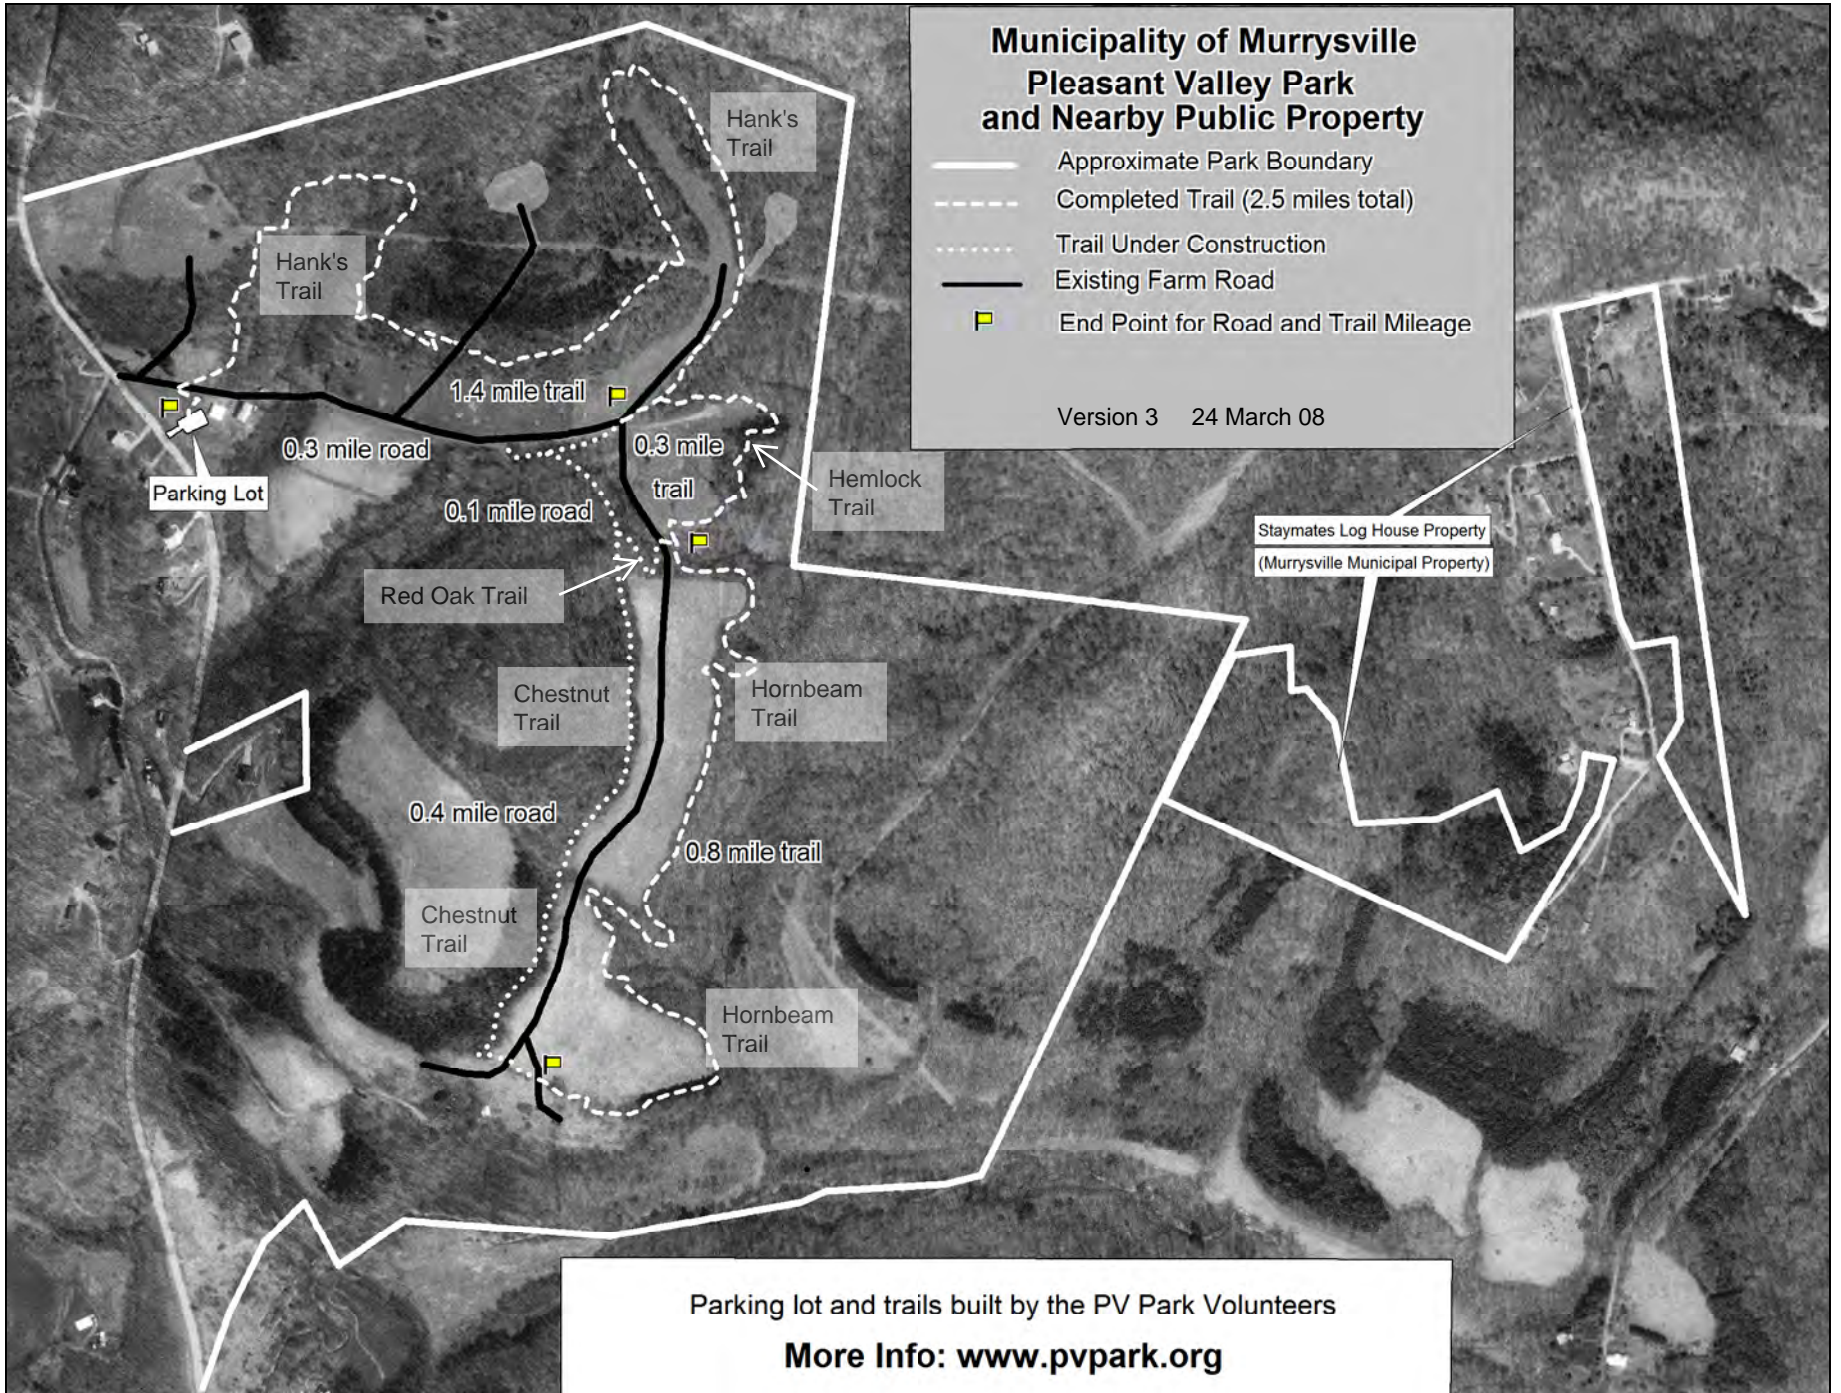 Municipality of Murrysville
Pleasant Valley Park
and Nearby Public Property
Approximate Park Boundary
Completed Trail (2.5 miles total)
Trail Under Construction
Existing Farm Road
End Point for Road and Trail Mileage
Version 3 24 March 08
Hank's
Trail
Hank's
Trail
1.4 mile trail
0.3 mile road
0.3 mile
trail
Parking Lot
Hemlock
Trail
0.1 mile road
Staymates Log House Property
(Murrysville Municipal Property)
Red Oak Trail
Chestnut
Trail
Hornbeam
Trail
0.4 mile road
0.8 mile trail
Chestnut
Trail
Hornbeam
Trail
Parking lot and trails built by the PV Park Volunteers
More Info: www.pvpark.org